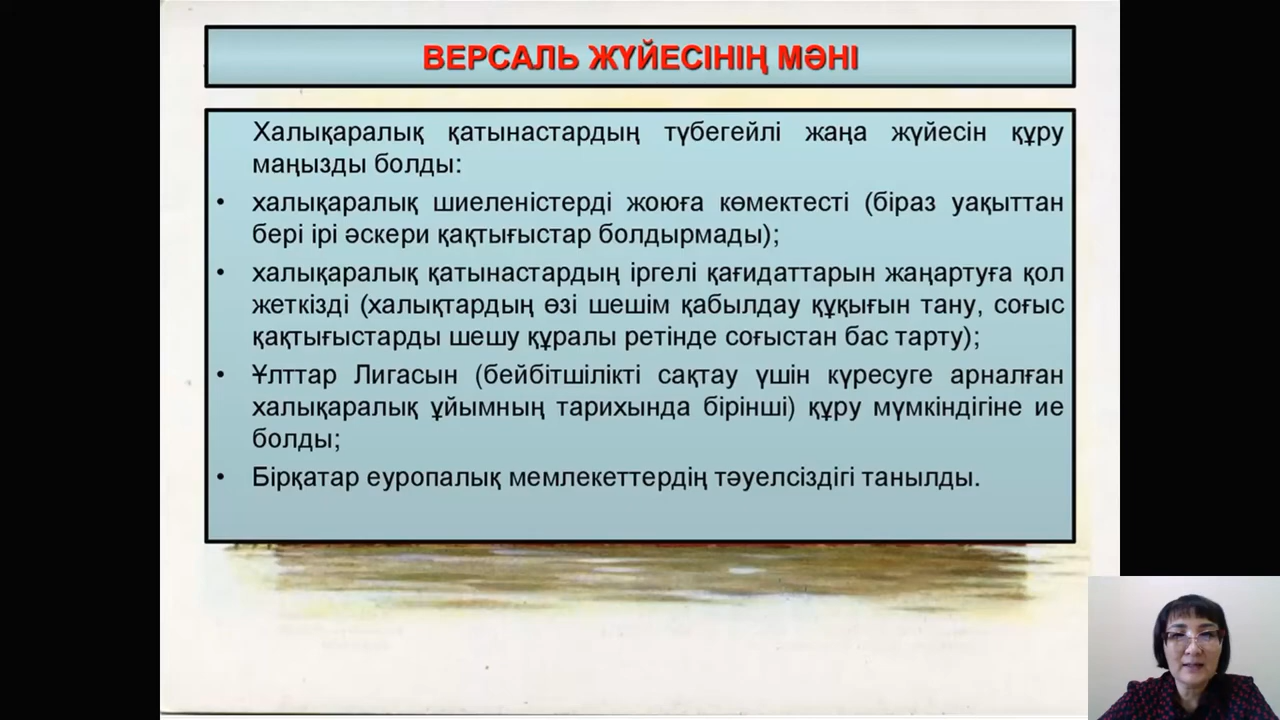 ВЕРСАЛЬ ЖҮЙЕСІНІҢ МӘНІ
Халықаралық қатынастардың түбегейлі жаңа жүйесін құру
маңызды болды:
• халықаралық шиеленістерді жоюға көмектесті (біраз уақыттан
бері ірі әскери қақтығыстар болдырмады);
• халықаралық қатынастардың іргелі қағидаттарын жаңартуға қол
жеткізді (халықтардың өзі шешім қабылдау құқығын тану, соғыс
қақтығыстарды шешу құралы ретінде соғыстан бас тарту);
• Ұлттар Лигасын (бейбітшілікті сақтау үшін күресуге арналған
халықаралық ұйымның тарихында бірінші) құру мүмкіндігіне ие
болды;
• Бірқатар еуропалық мемлекеттердің тәуелсіздігі танылды.